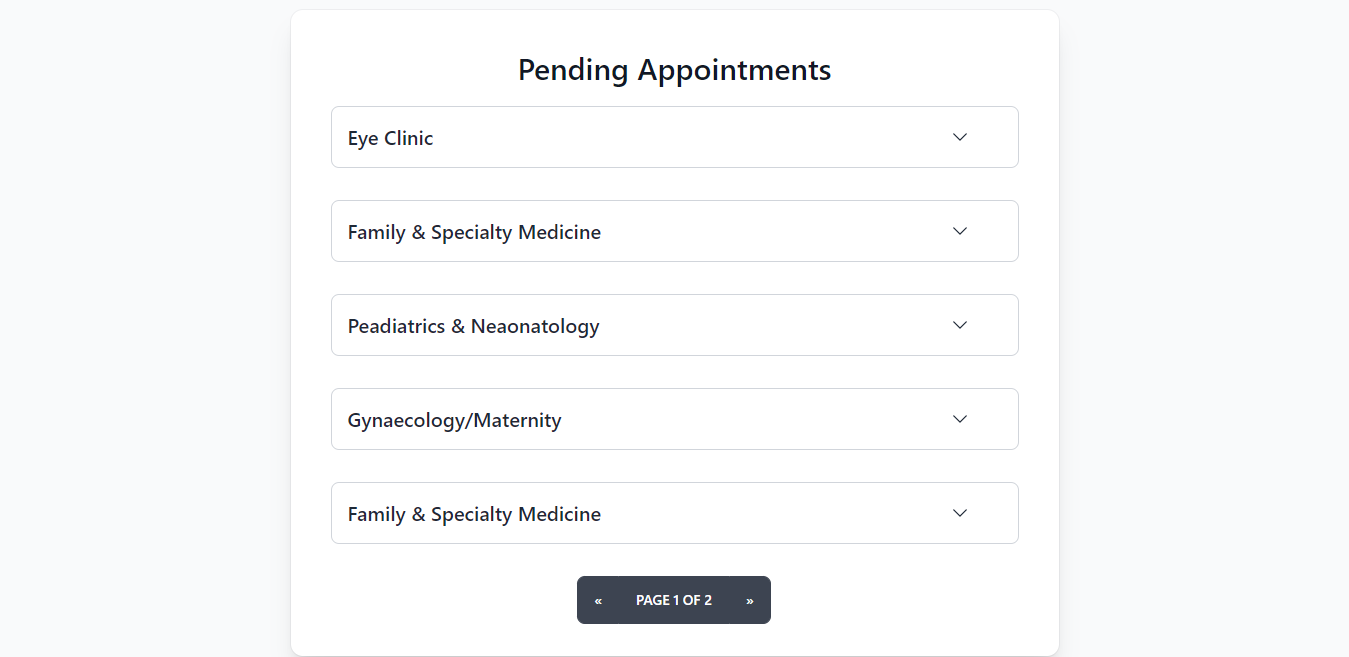 Pending Appointments
Eye Clinic
Family & Specialty Medicine
Peadiatrics & Neaonatology
Gynaecology/Maternity
Family & Specialty Medicine
« PAGE 1 OF 2 »